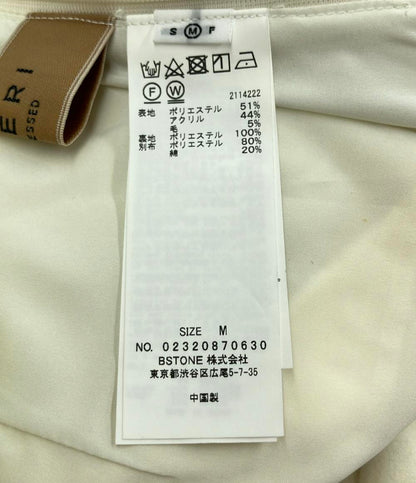 S M F
ERI
SSED
F W
2114222
表地 ポリエステル 51%
アクリル 44%
毛 5%
裏地 ポリエステル 100%
別布 ポリエステル 80%
綿 20%
SIZE M
NO. 02320870630
BSTONE 株式会社
東京都渋谷区広尾5-7-35
中国製